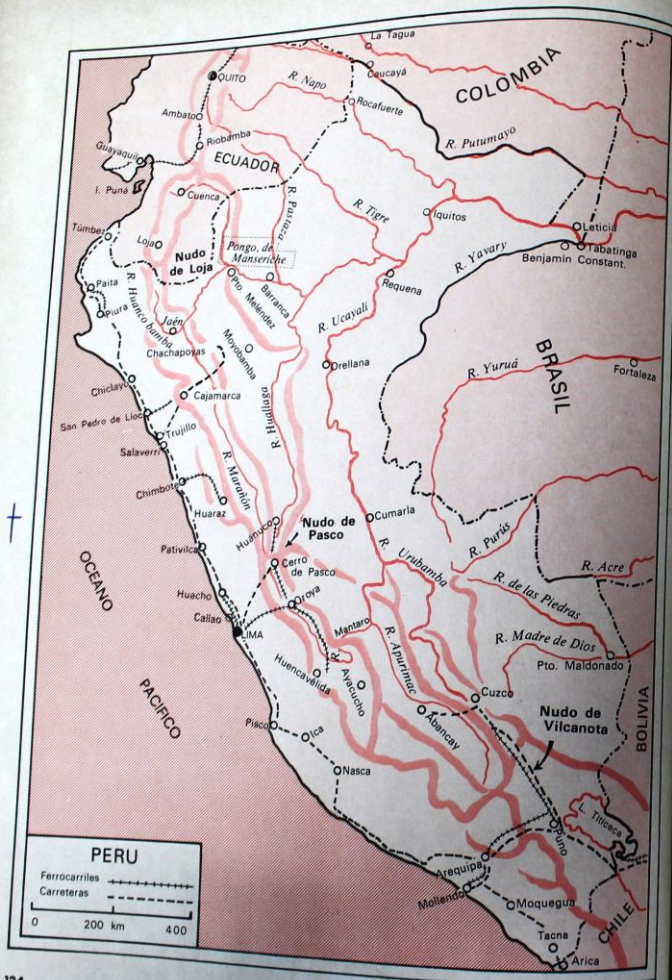 La Tagua
Caucayá
COLOMBIA
QUITO
R. Napo
Rocafuerte
Ambato
Riobamba
R. Putumayo
Guayaquil
ECUADOR
I. Puná
Cuenca
R. Pastaza
R. Tigre
Iquitos
Leticia
Tabatinga
Benjamin Constant.
Túmbez
Loja
Nudo
de Loja
Pongo, de
Manseriche
R. Yavary
Paita
Piura
R. Huancobamba
Pto. Meléndez
Barranca
Requena
Jaén
R. Ucayali
Chachapoyas
Moyobamba
Orellana
BRASIL
R. Yuruá
Fortaleza
Chiclayo
Cajamarca
R. Huallaga
San Pedro de Lloc
Trujillo
Salaverri
R. Marañón
Chimbote
Huaraz
Cumarla
Huánuco
Nudo de
Pasco
R. Purús
Pativilca
Cerro
de Pasco
R. Urubamba
R. Acre
OCEANO
PACIFICO
Huacho
Oroya
R. de las Piedras
Callao
LIMA
R. Mantaro
R. Apurimac
R. Madre de Dios
Pto. Maldonado
Huencavélida
Ayacucho
Cuzco
BOLIVIA
Pisco
Ica
Abancay
Nudo de
Vilcanota
Nasca
L. Titicaca
Puno
PERU
Ferrocarriles
Carreteras
0 200 km 400
Arequipa
Mollendo
Moquegua
CHILE
Tacna
Arica